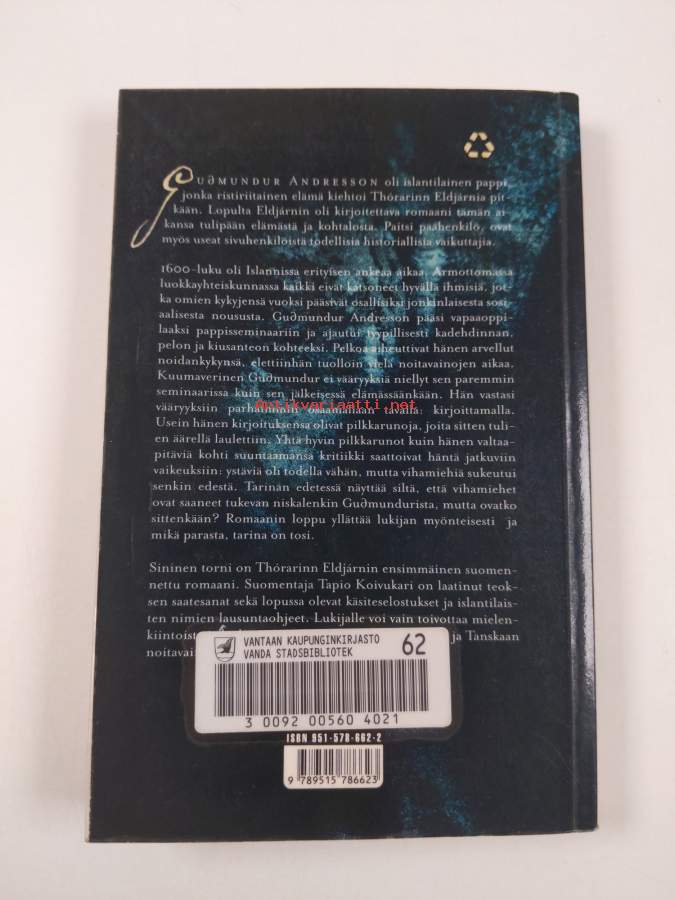 GUÐMUNDUR ANDRESSON oli islantilainen pappi,
jonka ristiriitainen elämä kiehtoi Thórarinn Eldjárnia pit-
kään. Lopulta Eldjárnin oli kirjoitettava romaani tämän ai-
kansa tulipään elämästä ja kohtalosta. Paitsi päähenkilö, ovat
myös useat sivuhenkilöistä todellisia historiallisia vaikuttajia.
1600-luku oli Islannissa erityisen ankeaa aikaa. Armottomassa
luokkayhteiskunnassa kaikki eivät katsoneet hyvällä ihmisiä, jot-
ka omien kykyjensä vuoksi pääsivät osallisiksi jonkinlaisesta sosi-
aalisesta noususta. Guðmundur Andresson pääsi vapaaoppi-
laaksi pappisseminaariin ja ajautui tyypillisesti kadehdinnan,
pelon ja kiusanteon kohteeksi. Pelkoa aiheuttivat hänen arvellut
noidankykynsä, elettiinhän tuolloin vielä noitavainojen aikaa.
Kuumaverinen Guðmundur ei vääryyksiä niellyt sen paremmin
seminaarissa kuin sen jälkeisessä elämässäänkään. Hän vastasi
vääryyksiin parhaimmin osaamallaan tavalla: kirjoittamalla.
Antikvariaatti.net
Usein hänen kirjoituksensa olivat pilkkarunoja, joita sitten tuli-
en äärellä laulettiin. Yhtä hyvin pilkkarunot kuin hänen valtaa-
pitäviä kohti suuntaamansa kritiikki saattoivat häntä jatkuviin
vaikeuksiin: ystäviä oli todella vähän, mutta vihamiehiä sukeutui
senkin edestä. Tarinan edetessä näyttää siltä, että vihamiehet
ovat saaneet tukevan niskalenkin Guðmundurista, mutta ovatko
sittenkään? Romaanin loppu yllättää lukijan myönteisesti ja
mikä parasta, tarina on tosi.
Sininen torni on Thórarinn Eldjárnin ensimmäinen suomen-
nettu romaani. Suomentaja Tapio Koivukari on laatinut teok-
sen saatesanat sekä lopussa olevat käsiteselostukset ja islantilais-
ten nimien lausuntaohjeet. Lukijalle voi vain toivottaa mielen-
ja Tanskaan
VANTAAN KAUPUNGINKIRJASTO 62
VANDA STADSBIBLIOTEK
3 0092 00560 4021
ISBN 951-578-662-2
9 789515 786623